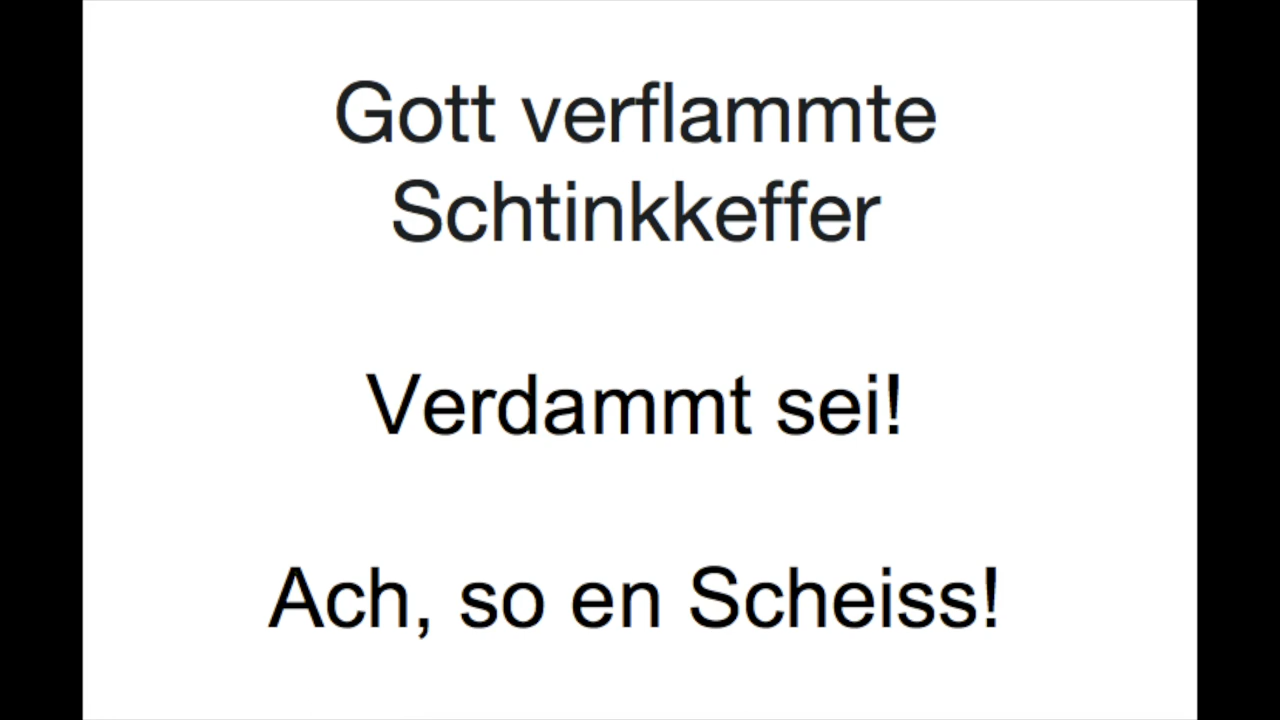 Gott verflammte
Schtinkkeffer
Verdammt sei!
Ach, so en Scheiss!